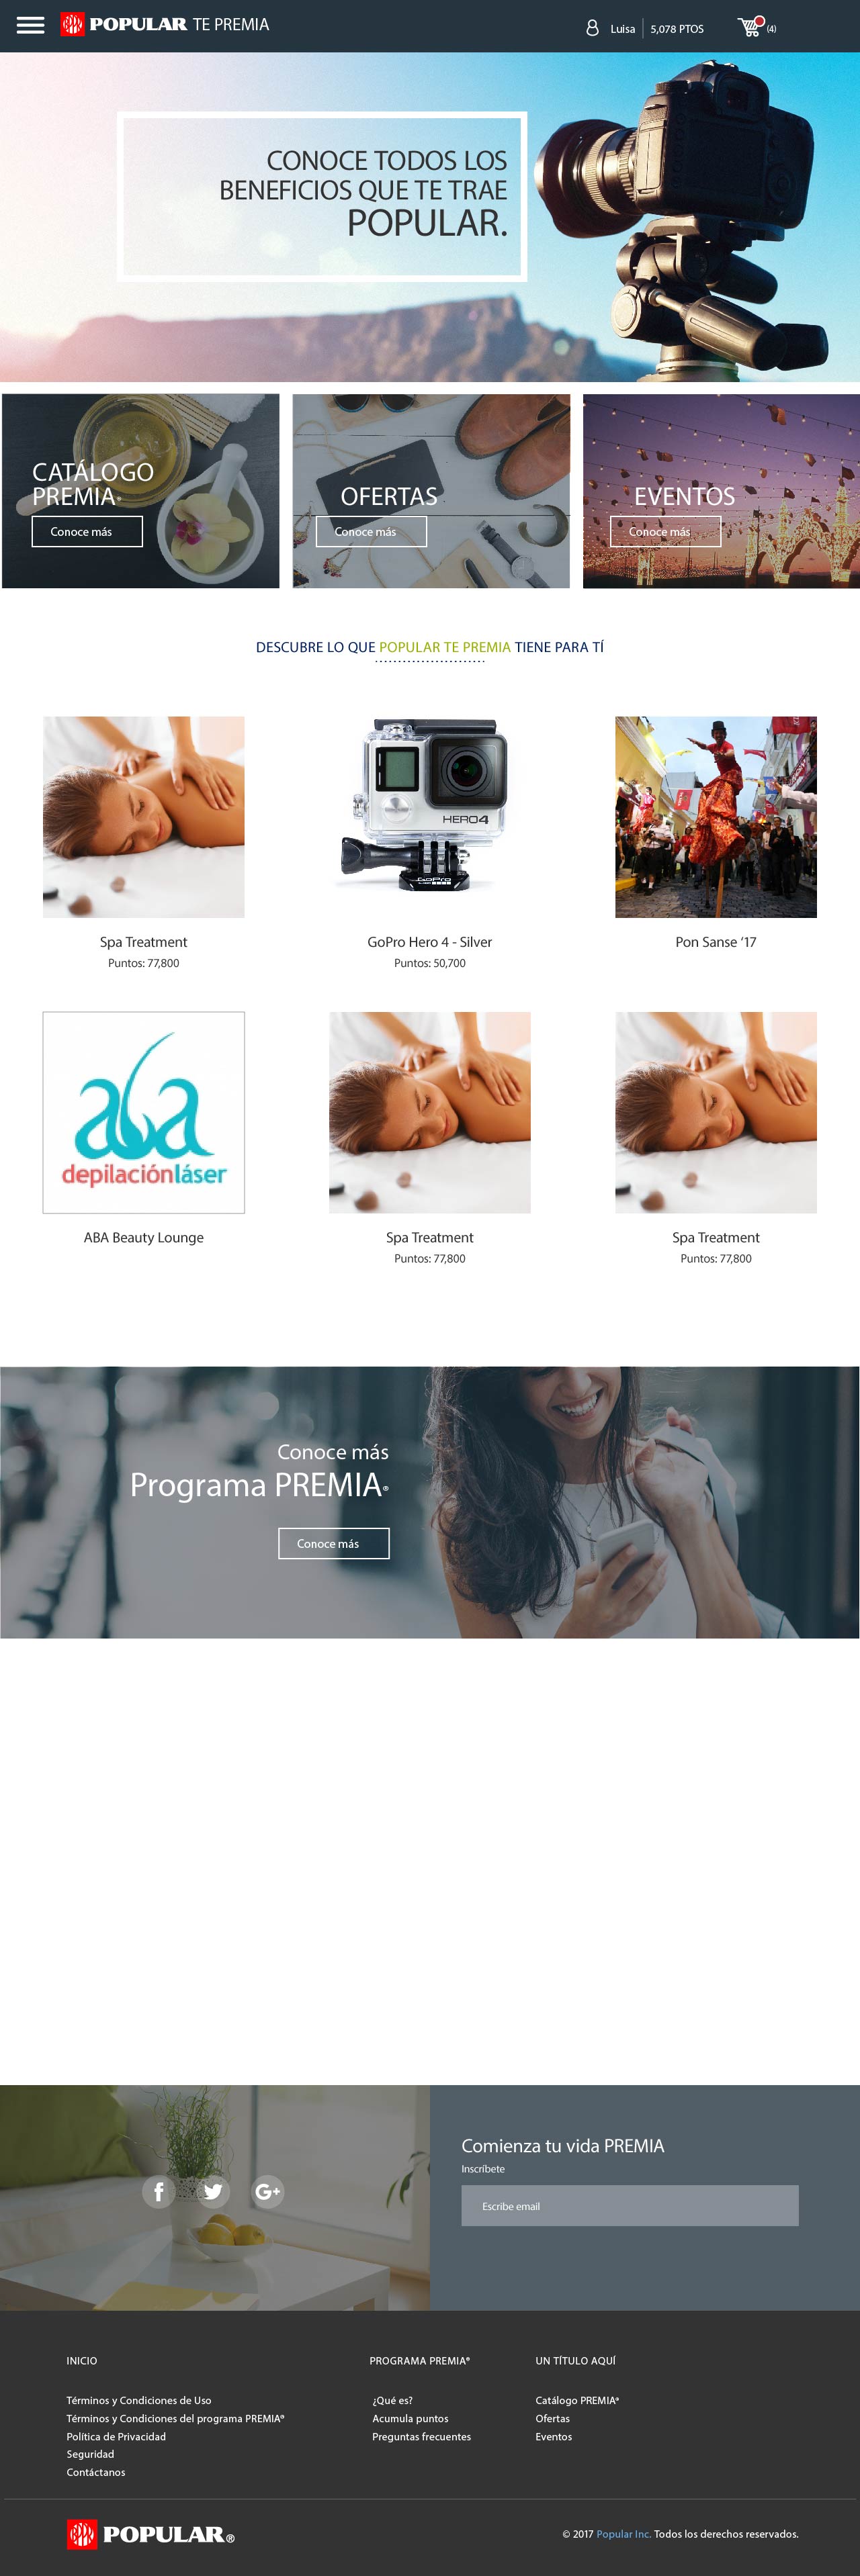 POPULAR TE PREMIA
Luisa
5,078 PTOS
(4)
CONOCE TODOS LOS
BENEFICIOS QUE TE TRAE
POPULAR.
CATÁLOGO
PREMIA®
Conoce más
OFERTAS
Conoce más
EVENTOS
Conoce más
DESCUBRE LO QUE POPULAR TE PREMIA TIENE PARA TÍ
HERO4
GoPro
Spa Treatment
Puntos: 77,800
GoPro Hero 4 - Silver
Puntos: 50,700
Pon Sanse ‘17
aba
depilaciónláser
ABA Beauty Lounge
Spa Treatment
Puntos: 77,800
Spa Treatment
Puntos: 77,800
Conoce más
Programa PREMIA®
Conoce más
f
G+
Comienza tu vida PREMIA
Inscríbete
Escribe email
INICIO
Términos y Condiciones de Uso
Términos y Condiciones del programa PREMIA®
Política de Privacidad
Seguridad
Contáctanos
PROGRAMA PREMIA®
¿Qué es?
Acumula puntos
Preguntas frecuentes
UN TÍTULO AQUÍ
Catálogo PREMIA®
Ofertas
Eventos
POPULAR®
© 2017 Popular Inc. Todos los derechos reservados.